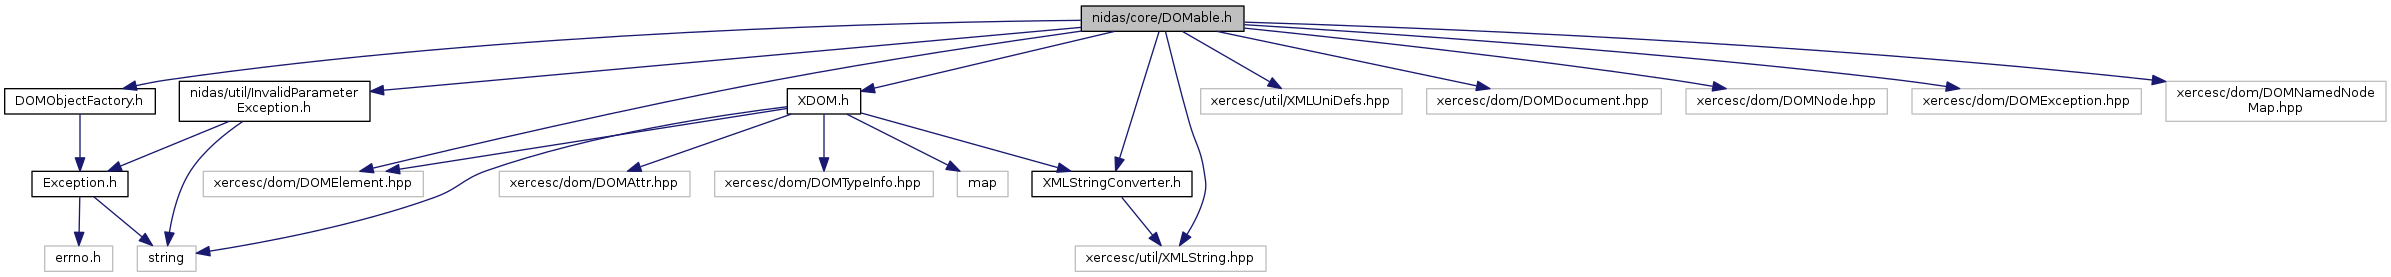 nidas/core/DOMable.h
DOMObjectFactory.h
nidas/util/InvalidParameter
Exception.h
XDOM.h
xercesc/util/XMLUniDefs.hpp
xercesc/dom/DOMDocument.hpp
xercesc/dom/DOMNode.hpp
xercesc/dom/DOMException.hpp
xercesc/dom/DOMNamedNode
Map.hpp
Exception.h
xercesc/dom/DOMElement.hpp
xercesc/dom/DOMAttr.hpp
xercesc/dom/DOMTypeInfo.hpp
map
XMLStringConverter.h
errno.h
string
xercesc/util/XMLString.hpp